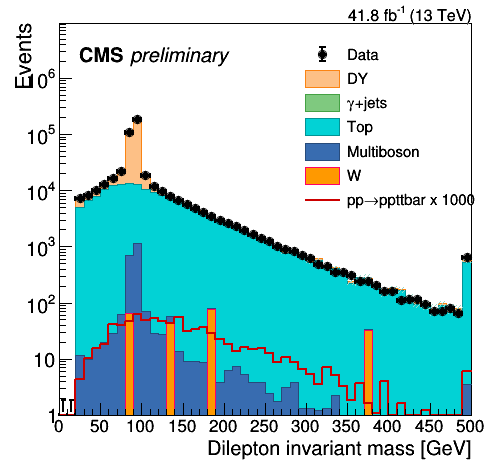 41.8 fb⁻¹ (13 TeV)
Events
CMS preliminary
Data
DY
γ+jets
Top
Multiboson
W
pp→ppttbar x 1000
10⁶
10⁵
10⁴
10³
10²
10
1
0 50 100 150 200 250 300 350 400 450 500
Dilepton invariant mass [GeV]